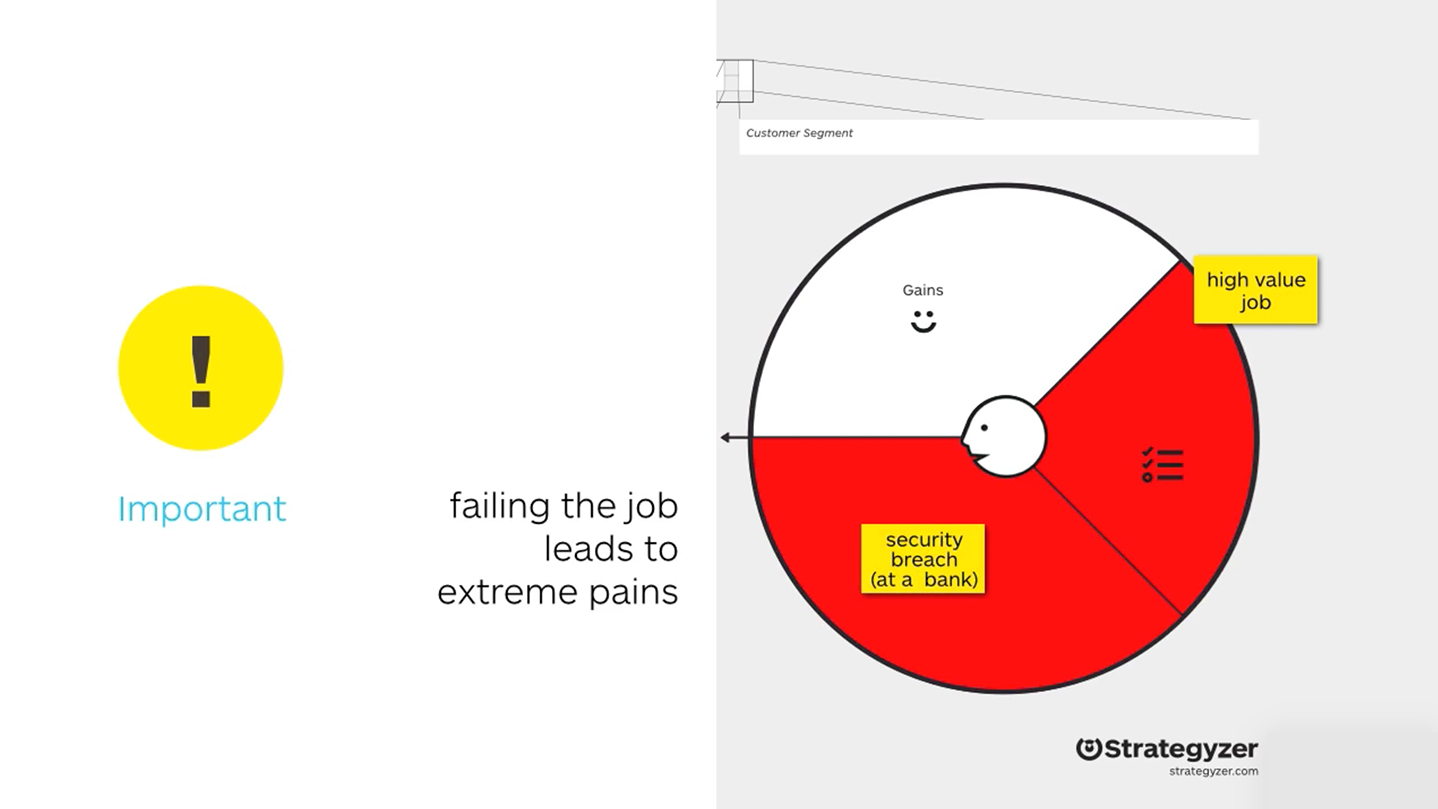 !
Important
failing the job
leads to
extreme pains
Customer Segment
Gains
high value
job
security
breach
(at a bank)
Strategyzer
strategyzer.com